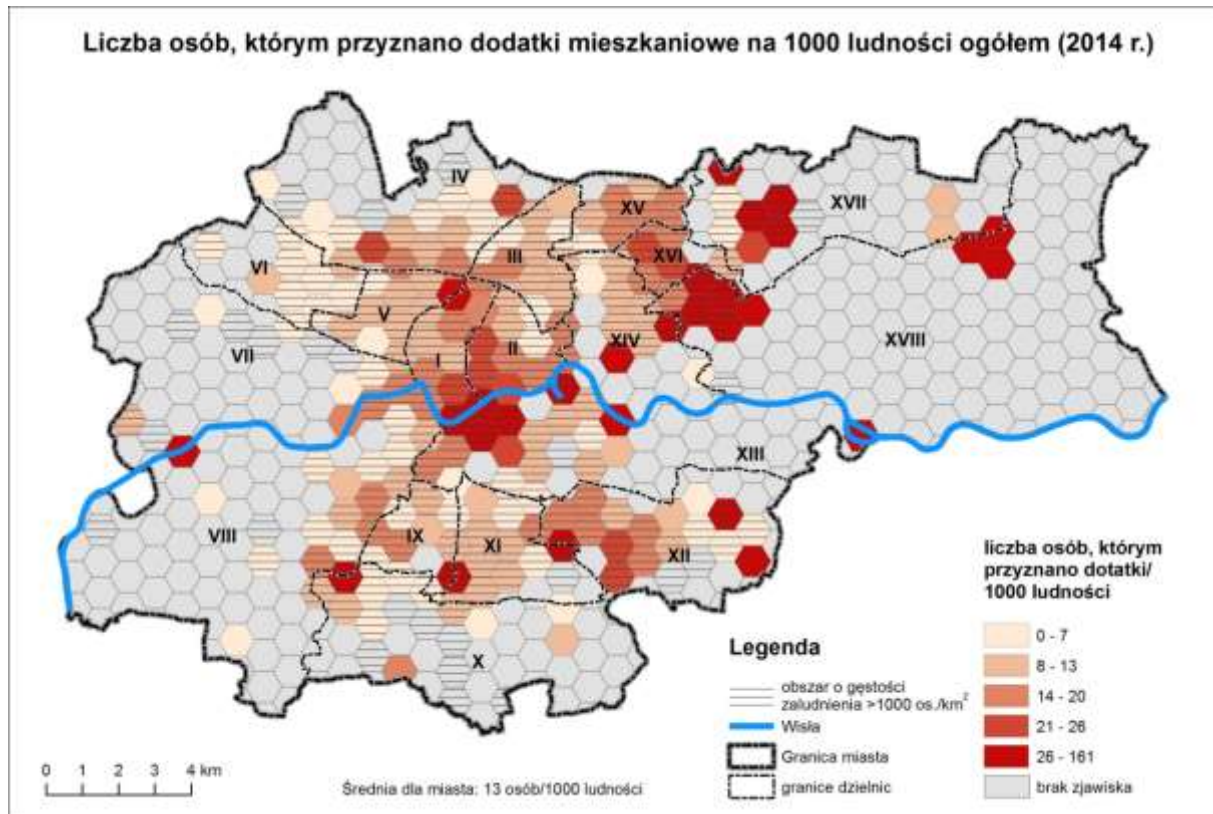 Liczba osób, którym przyznano dodatki mieszkaniowe na 1000 ludności ogółem (2014 r.)
IV
XV
XVII
VI
III
XVI
V
VII
I
II
XIV
XVIII
XIII
VIII
IX
XI
XII
X
liczba osób, którym
przyznano dotatki/
1000 ludności
0 - 7
8 - 13
14 - 20
21 - 26
26 - 161
brak zjawiska
Legenda
obszar o gęstości
zaludnienia >1000 os./km²
Wisła
Granica miasta
granice dzielnic
0 1 2 3 4 km
Średnia dla miasta: 13 osób/1000 ludności